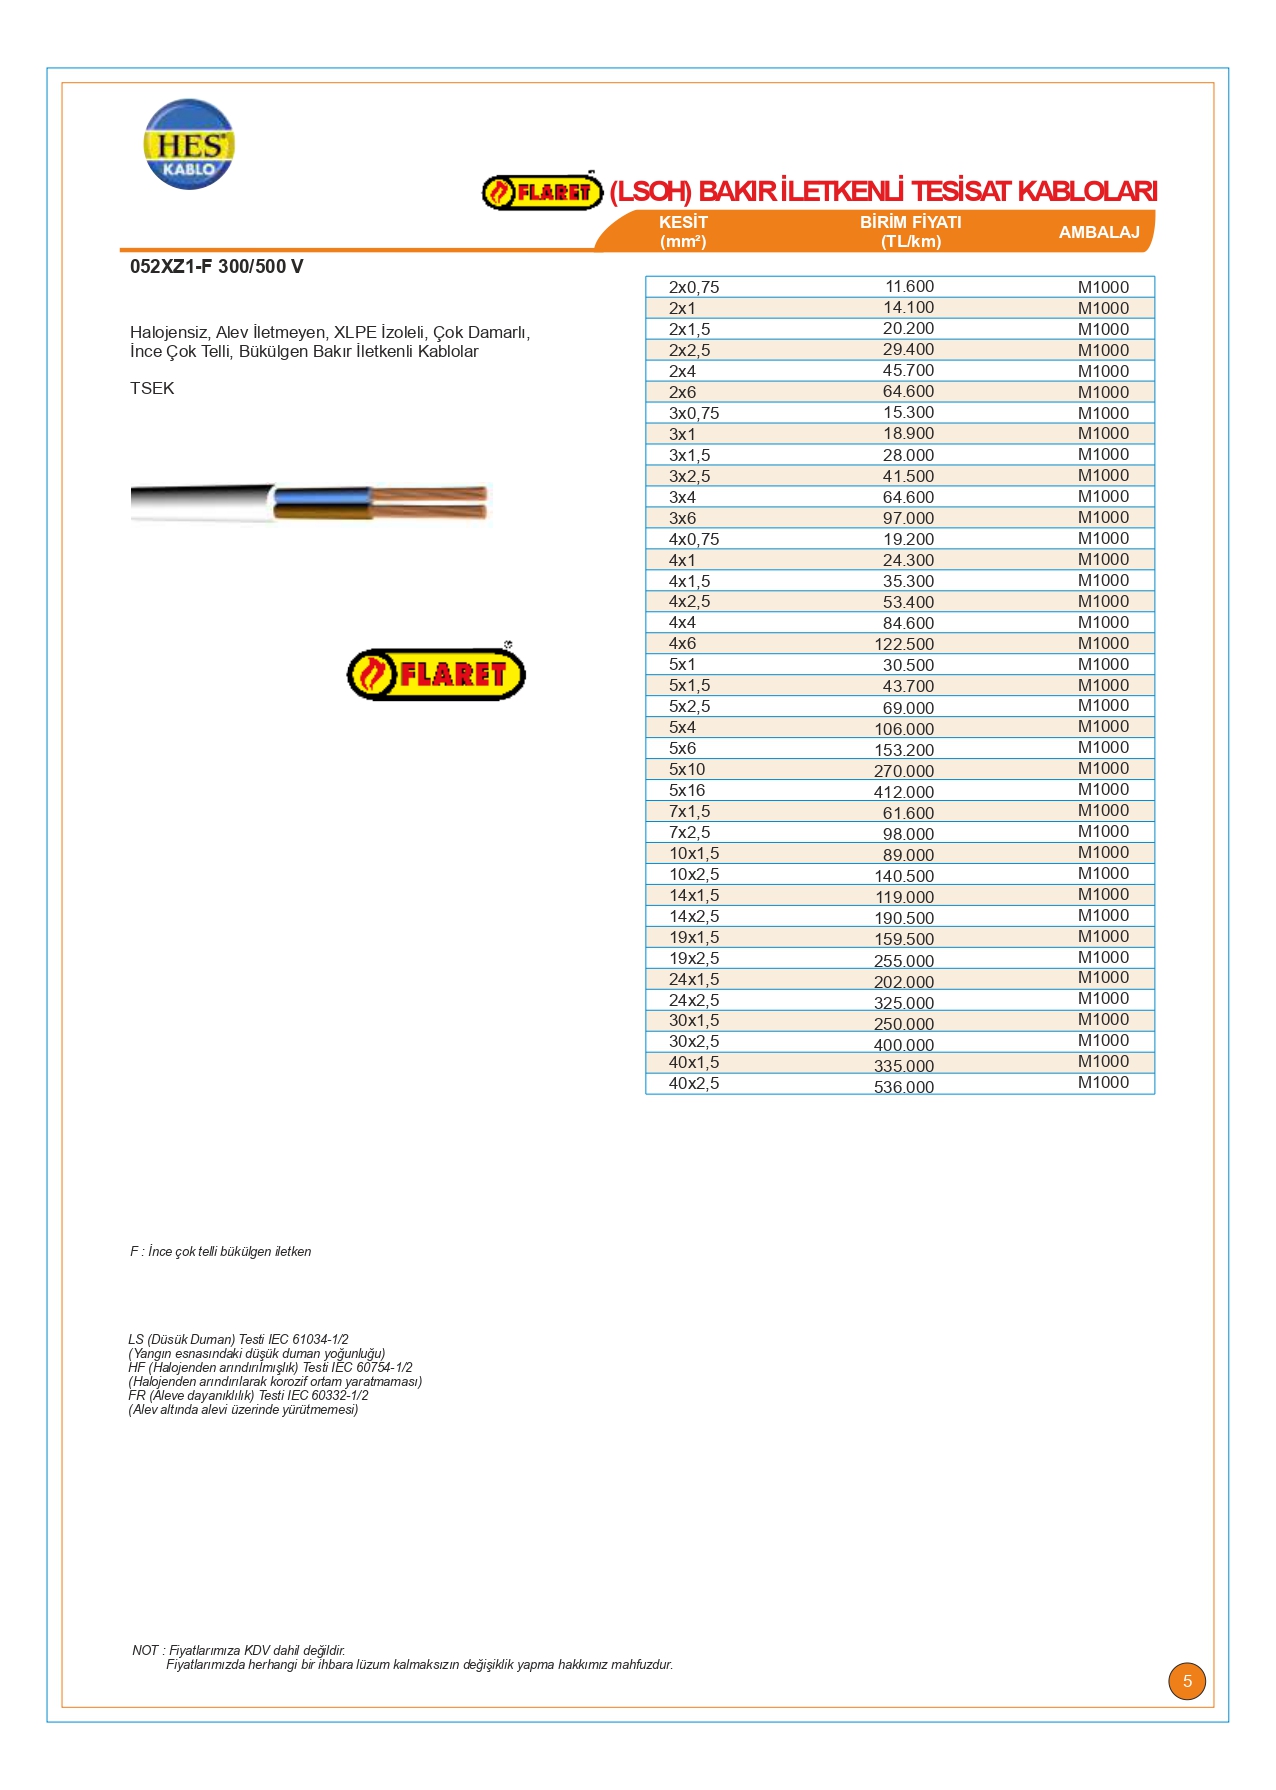 HES
KABLO
FLARET (LSOH) BAKIR İLETKENLİ TESİSAT KABLOLARI
KESİT (mm²) BİRİM FİYATI (TL/km) AMBALAJ
052XZ1-F 300/500 V
Halojensiz, Alev İletmeyen, XLPE İzoleli, Çok Damarlı,
İnce Çok Telli, Bükülgen Bakır İletkenli Kablolar
TSEK
FLARET
2x0,75 11.600 M1000
2x1 14.100 M1000
2x1,5 20.200 M1000
2x2,5 29.400 M1000
2x4 45.700 M1000
2x6 64.600 M1000
3x0,75 15.300 M1000
3x1 18.900 M1000
3x1,5 28.000 M1000
3x2,5 41.500 M1000
3x4 64.600 M1000
3x6 97.000 M1000
4x0,75 19.200 M1000
4x1 24.300 M1000
4x1,5 35.300 M1000
4x2,5 53.400 M1000
4x4 84.600 M1000
4x6 122.500 M1000
5x1 30.500 M1000
5x1,5 43.700 M1000
5x2,5 69.000 M1000
5x4 106.000 M1000
5x6 153.200 M1000
5x10 270.000 M1000
5x16 412.000 M1000
7x1,5 61.600 M1000
7x2,5 98.000 M1000
10x1,5 89.000 M1000
10x2,5 140.500 M1000
14x1,5 119.000 M1000
14x2,5 190.500 M1000
19x1,5 159.500 M1000
19x2,5 255.000 M1000
24x1,5 202.000 M1000
24x2,5 325.000 M1000
30x1,5 250.000 M1000
30x2,5 400.000 M1000
40x1,5 335.000 M1000
40x2,5 536.000 M1000
F : İnce çok telli bükülgen iletken
LS (Düsük Duman) Testi IEC 61034-1/2
(Yangın esnasındaki düşük duman yoğunluğu)
HF (Halojenden arındırılmışlık) Testi IEC 60754-1/2
(Halojenden arındırılarak korozif ortam yaratmaması)
FR (Aleve dayanıklılık) Testi IEC 60332-1/2
(Alev altında alevi üzerinde yürütmemesi)
NOT : Fiyatlarımıza KDV dahil değildir.
Fiyatlarımızda herhangi bir ihbara lüzum kalmaksızın değişiklik yapma hakkımız mahfuzdur.
5